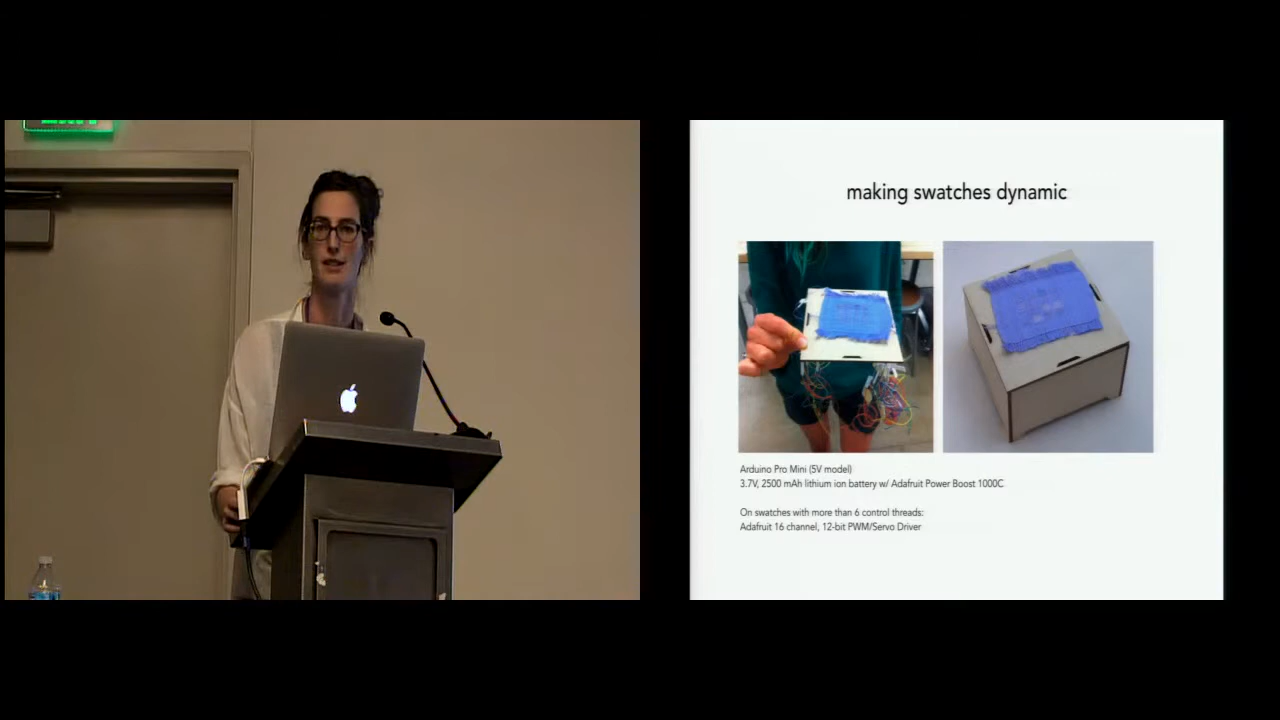 making swatches dynamic
Arduino Pro Mini (5V model)
3.7V, 2500 mAh lithium ion battery w/ Adafruit Power Boost 1000C
On swatches with more than 6 control threads:
Adafruit 16 channel, 12-bit PWM/Servo Driver